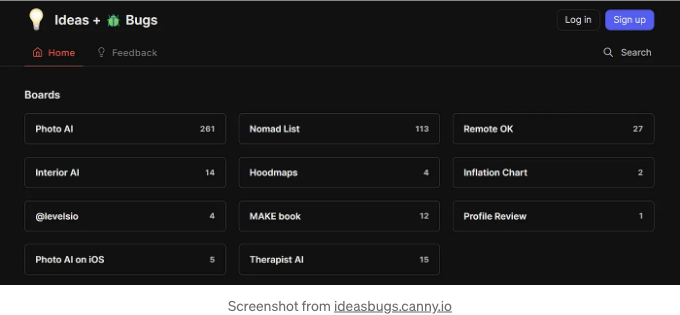 Ideas + 🐞 Bugs
Log in
Sign up
Home
Feedback
Search
Boards
Photo AI 261
Nomad List 113
Remote OK 27
Interior AI 14
Hoodmaps 4
Inflation Chart 2
@levelsio 4
MAKE book 12
Profile Review 1
Photo AI on iOS 5
Therapist AI 15
Screenshot from ideasbugs.canny.io